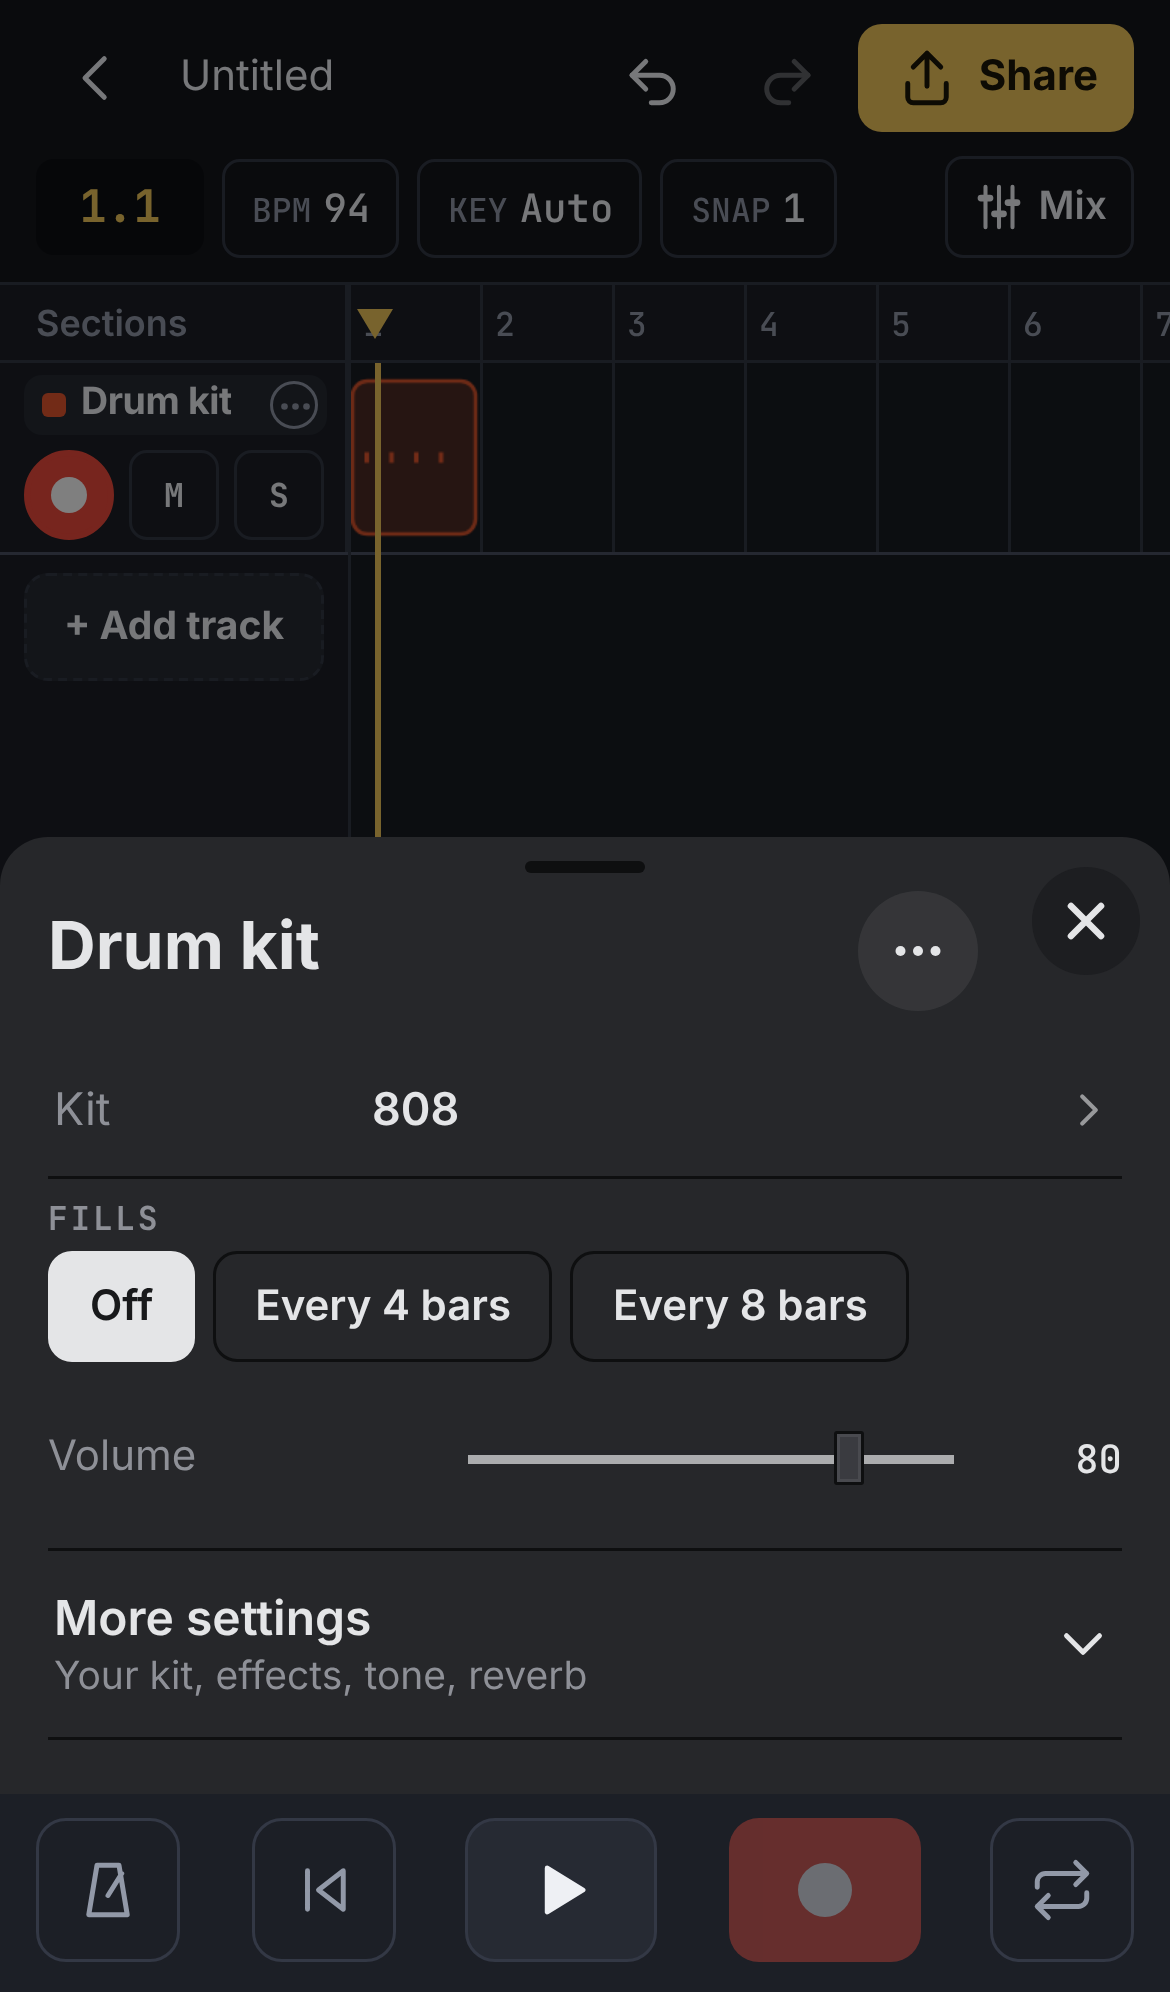 Untitled
Share
1.1
BPM 94
KEY Auto
SNAP 1
Mix
Sections
2
3
4
5
6
7
Drum kit
M
S
+ Add track
Drum kit
Kit
808
FILLS
Off
Every 4 bars
Every 8 bars
Volume
80
More settings
Your kit, effects, tone, reverb